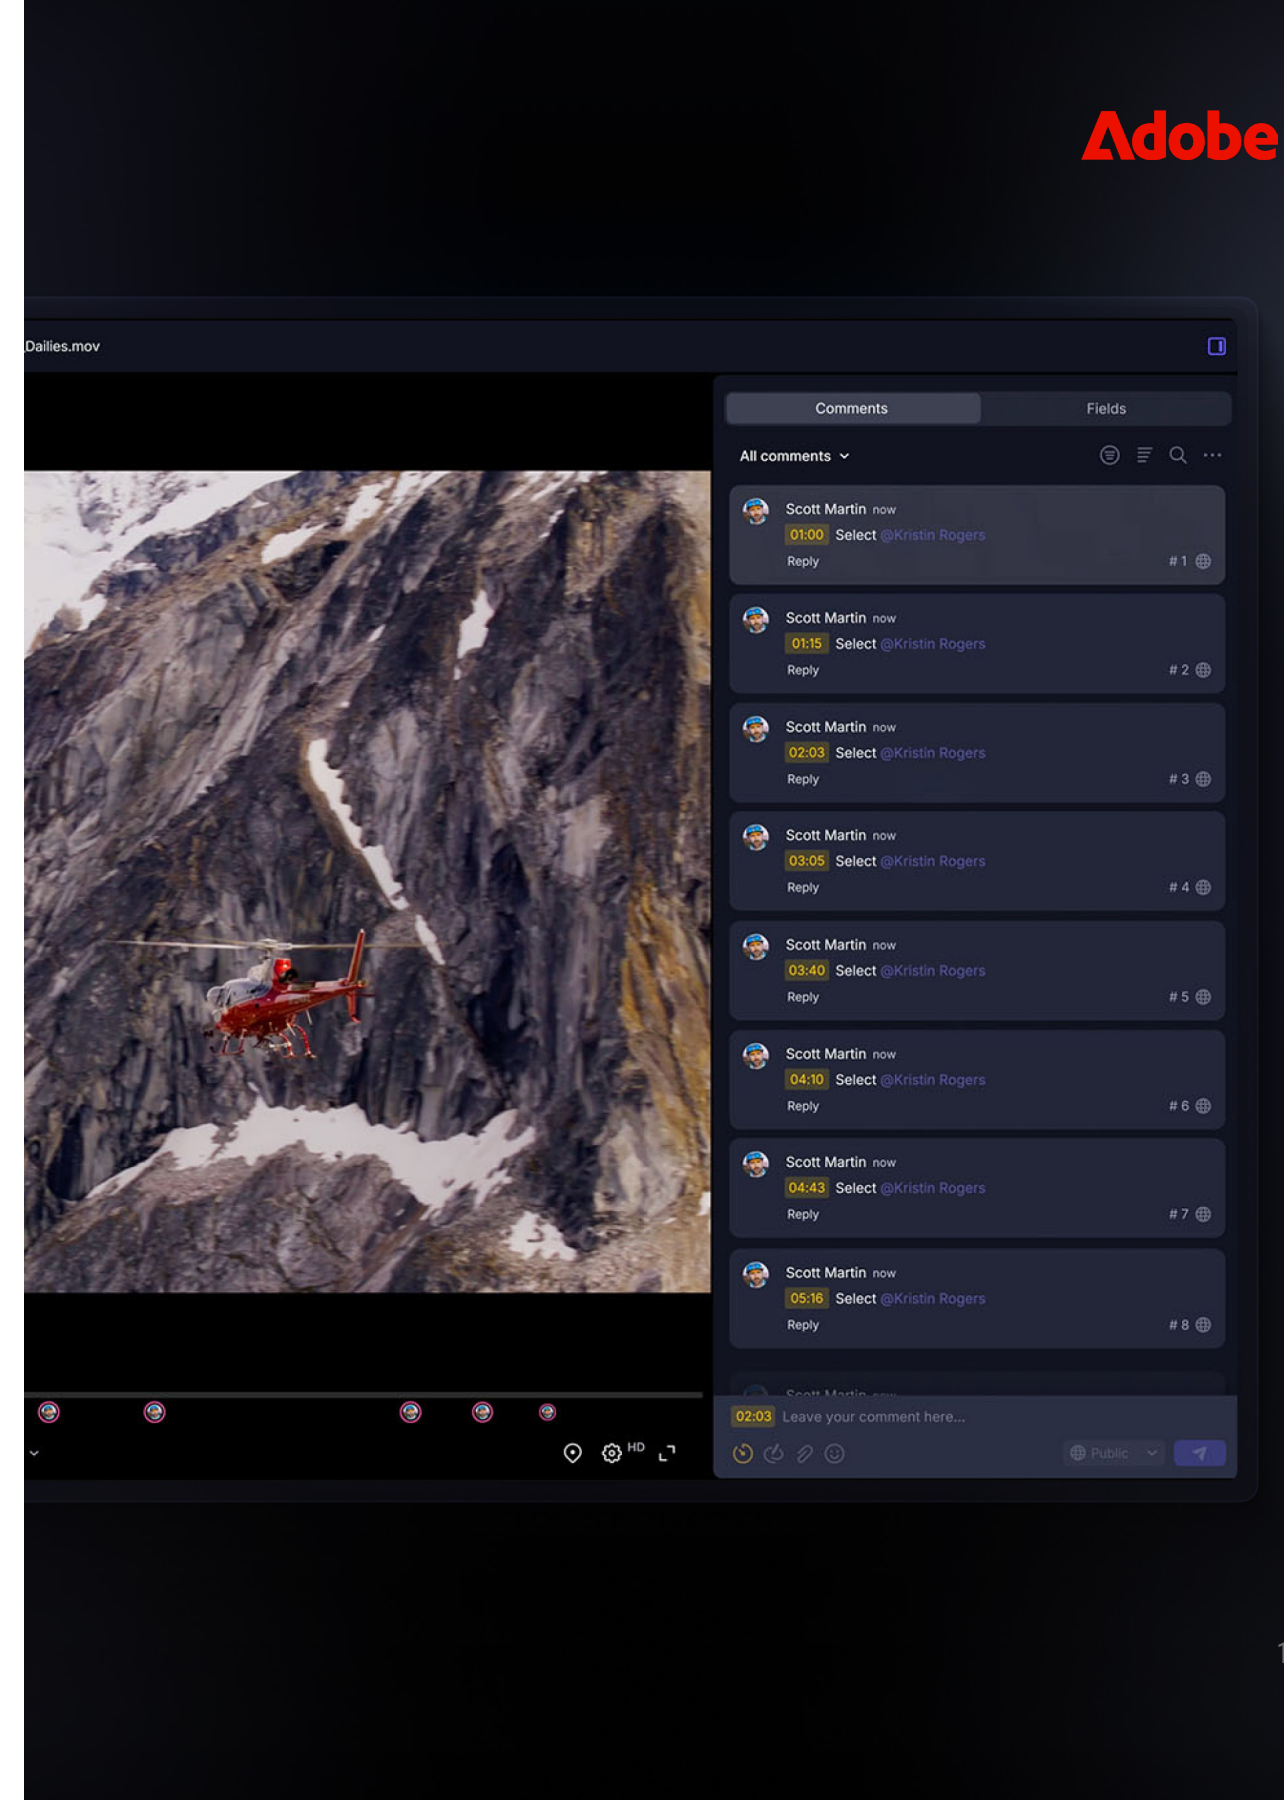 Adobe
_Dailies.mov
Comments
Fields
All comments
Scott Martin now
01:00 Select @Kristin Rogers
Reply
# 1
Scott Martin now
01:15 Select @Kristin Rogers
Reply
# 2
Scott Martin now
02:03 Select @Kristin Rogers
Reply
# 3
Scott Martin now
03:05 Select @Kristin Rogers
Reply
# 4
Scott Martin now
03:40 Select @Kristin Rogers
Reply
# 5
Scott Martin now
04:10 Select @Kristin Rogers
Reply
# 6
Scott Martin now
04:43 Select @Kristin Rogers
Reply
# 7
Scott Martin now
05:16 Select @Kristin Rogers
Reply
# 8
Scott Martin now
02:03 Leave your comment here...
HD
Public